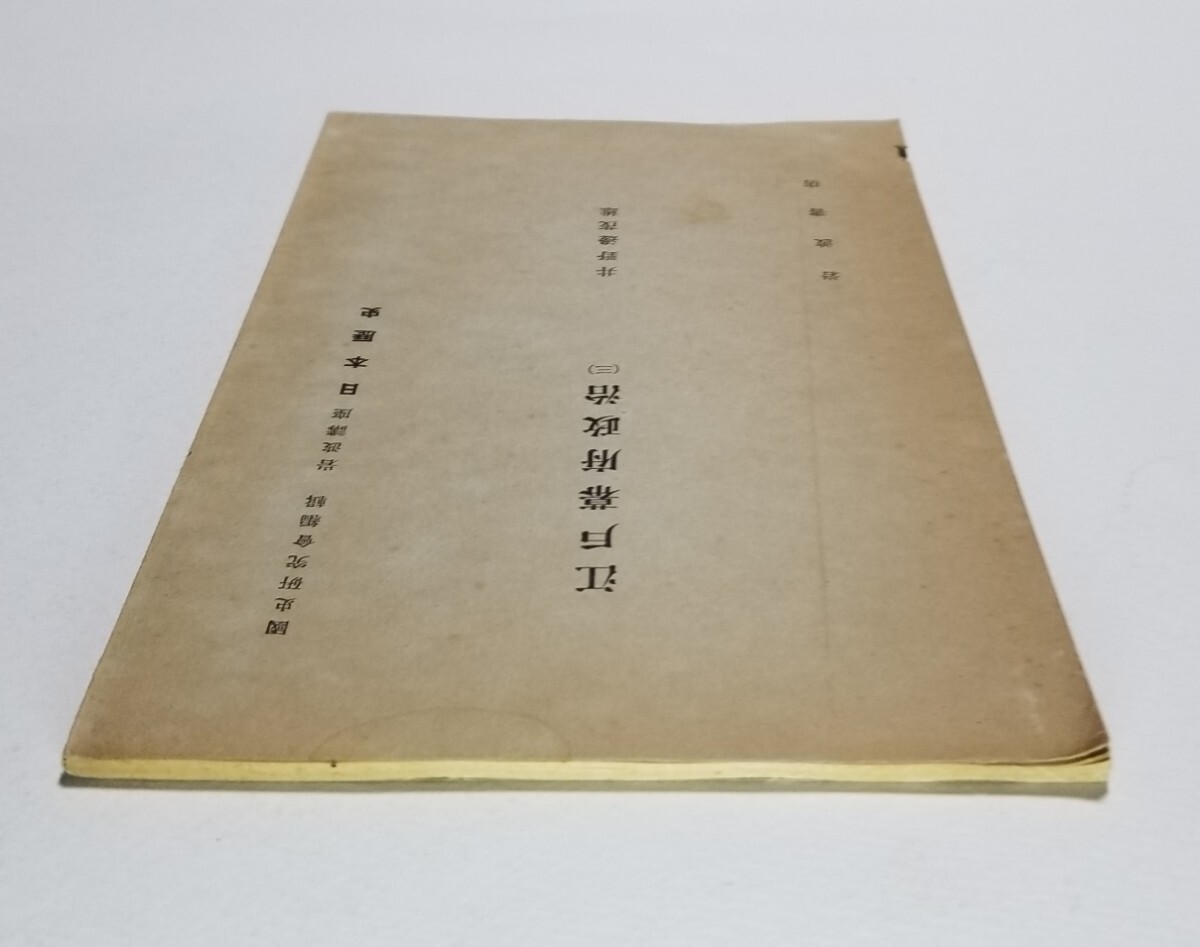 國史研究會編輯 岩波講座 日本歴史
江戸幕府政治
(三)
井野邊茂雄
岩波書店